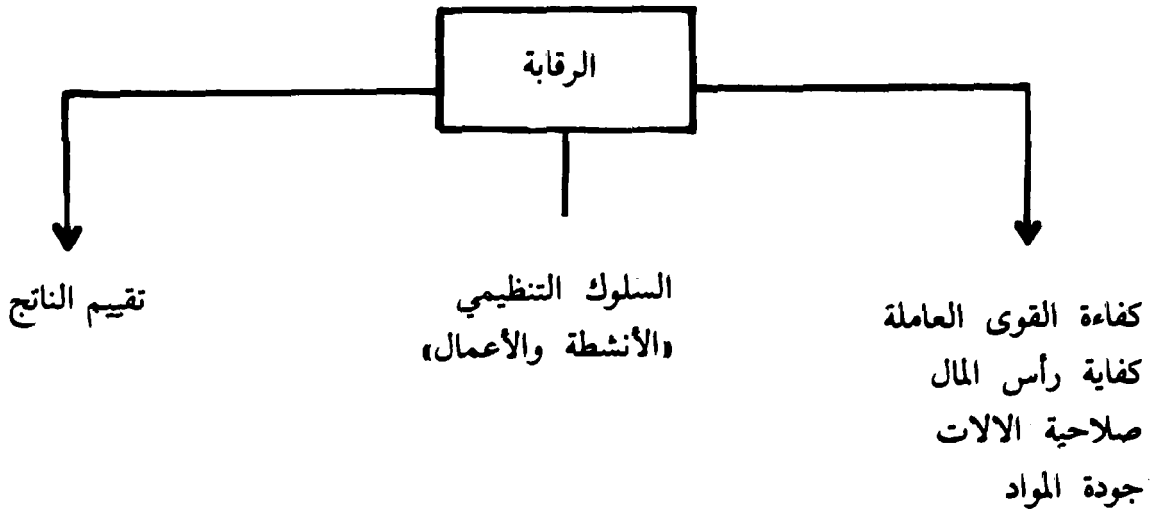 الرقابة
كفاءة القوى العاملة
كفاية رأس المال
صلاحية الالات
جودة المواد
السلوك التنظيمي
«الأنشطة والأعمال»
تقييم الناتج